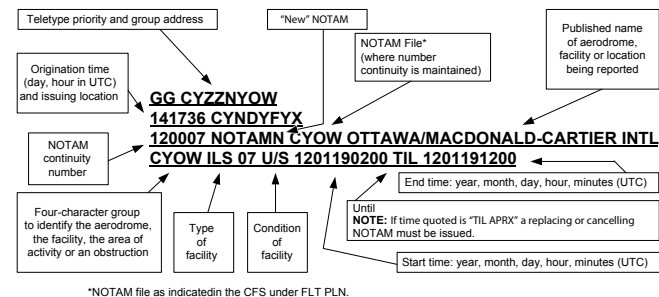 Teletype priority and group address
“New” NOTAM
Published name
of aerodrome,
facility or location
being reported
NOTAM File*
(where number
continuity is maintained)
Origination time
(day, hour in UTC)
and issuing location
GG CYZZNYOW
141736 CYNDYFYX
120007 NOTAMN CYOW OTTAWA/MACDONALD-CARTIER INTL
CYOW ILS 07 U/S 1201190200 TIL 1201191200
NOTAM
continuity
number
End time: year, month, day, hour, minutes (UTC)
Four-character group
to identify the aerodrome,
the facility, the area of
activity or an obstruction
Type
of
facility
Condition
of
facility
Until
NOTE: If time quoted is “TIL APRX” a replacing or cancelling
NOTAM must be issued.
Start time: year, month, day, hour, minutes (UTC)
*NOTAM file as indicatedin the CFS under FLT PLN.